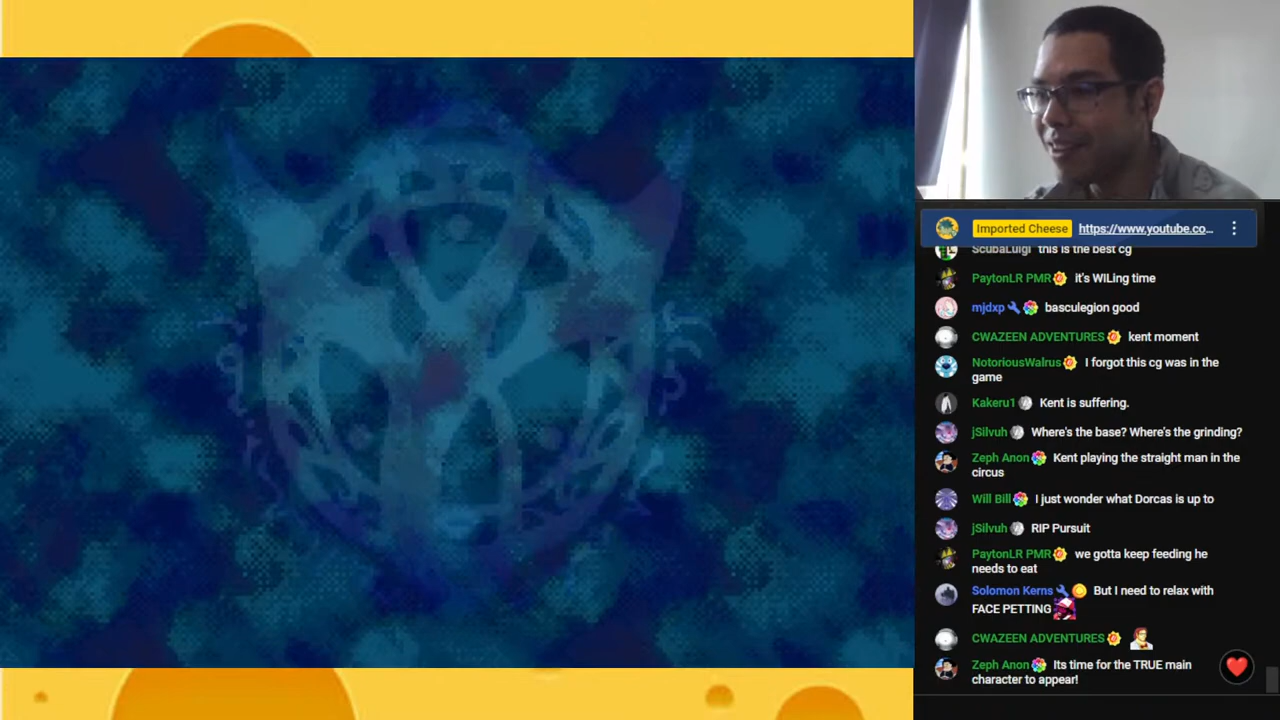 Imported Cheese https://www.youtube.co...
ScubaLuigi this is the best cg
PaytonLR PMR it's WILing time
mjdxp basculegion good
CWAZEEN ADVENTURES kent moment
NotoriousWalrus I forgot this cg was in the
game
Kakeru1 Kent is suffering.
jSilvuh Where's the base? Where's the grinding?
Zeph Anon Kent playing the straight man in the
circus
Will Bill I just wonder what Dorcas is up to
jSilvuh RIP Pursuit
PaytonLR PMR we gotta keep feeding he
needs to eat
Solomon Kerns But I need to relax with
FACE PETTING
CWAZEEN ADVENTURES
Zeph Anon Its time for the TRUE main
character to appear!